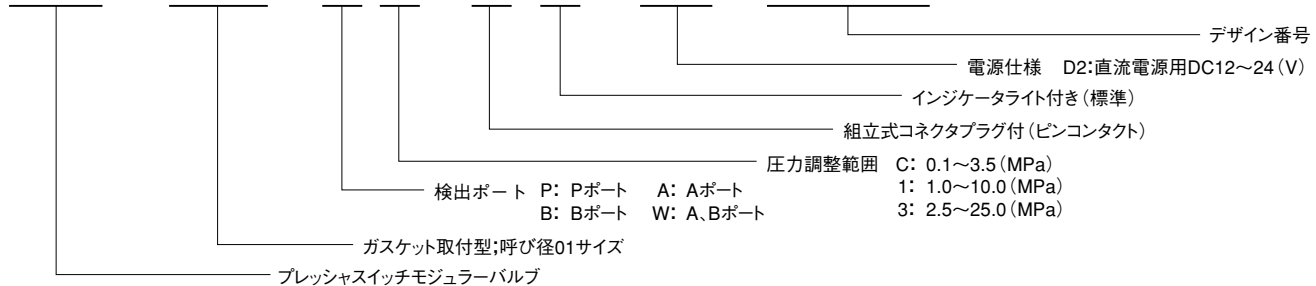 デザイン番号
電源仕様 D2:直流電源用DC12～24(V)
インジケータライト付き(標準)
組立式コネクタプラグ付(ピンコンタクト)
圧力調整範囲 C: 0.1～3.5(MPa)
1: 1.0～10.0(MPa)
3: 2.5～25.0(MPa)
検出ポート P: Pポート A: Aポート
B: Bポート W: A、Bポート
ガスケット取付型;呼び径01サイズ
プレッシャスイッチモジュラーバルブ